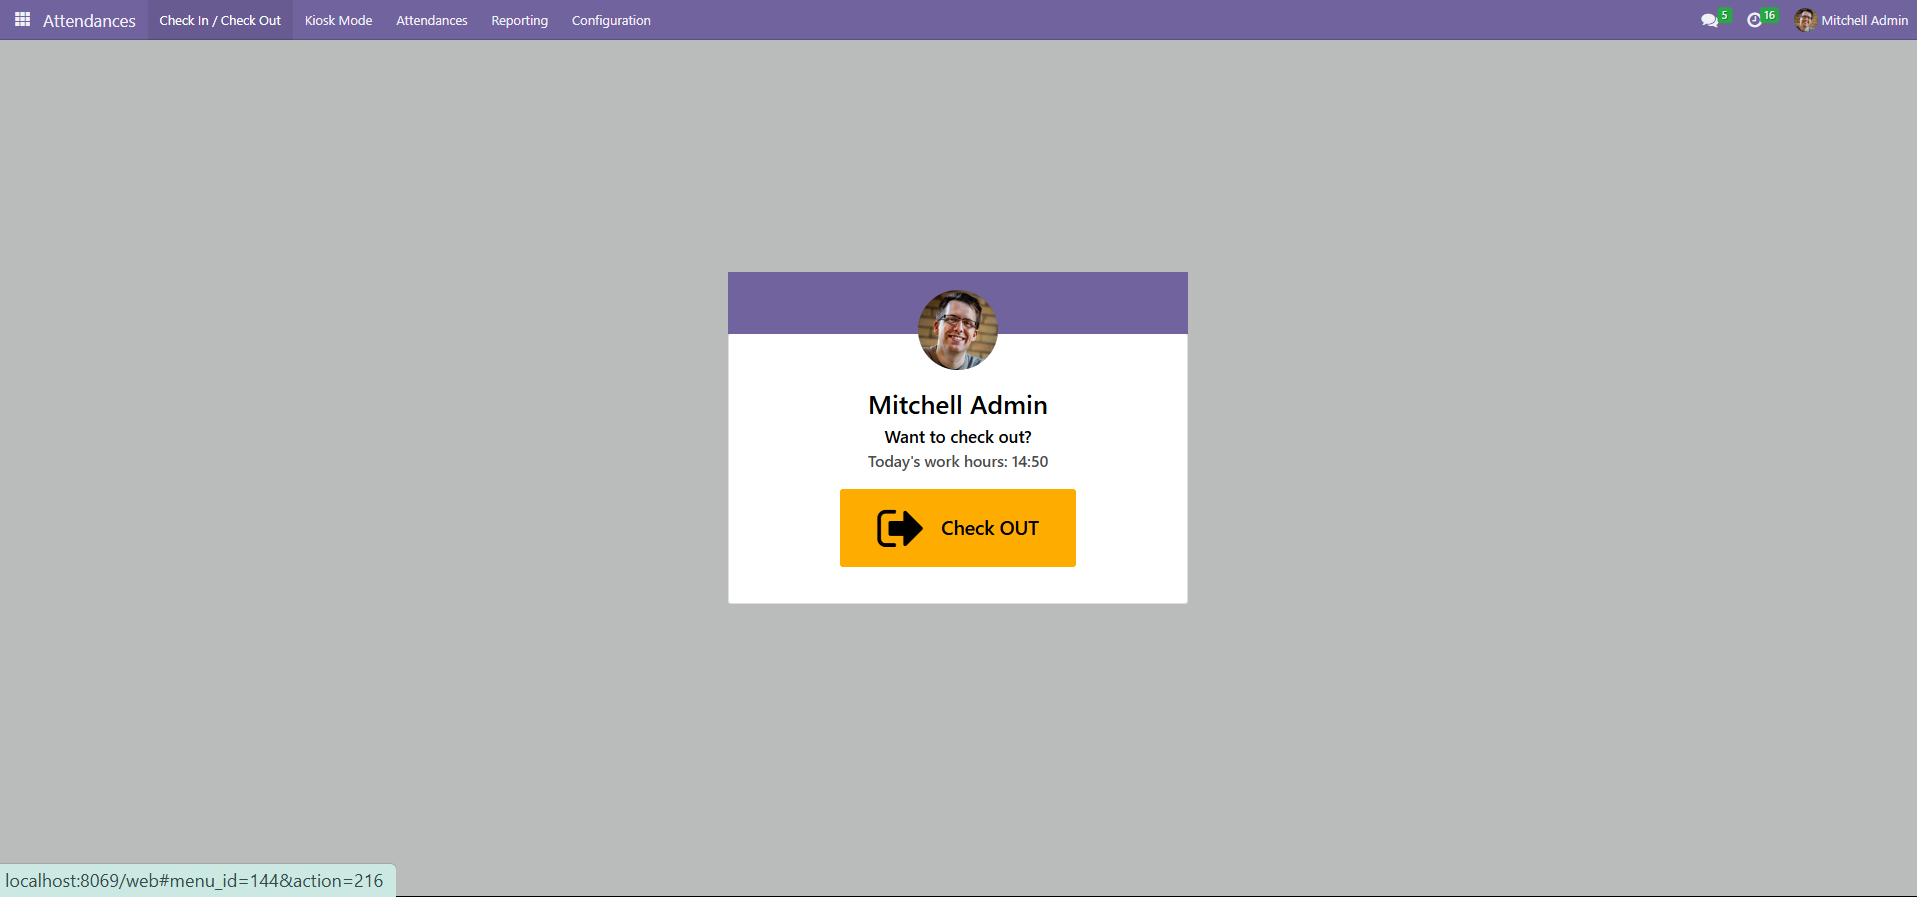 Attendances Check In / Check Out Kiosk Mode Attendances Reporting Configuration 5 16 Mitchell Admin
Mitchell Admin
Want to check out?
Today's work hours: 14:50
Check OUT
localhost:8069/web#menu_id=144&action=216